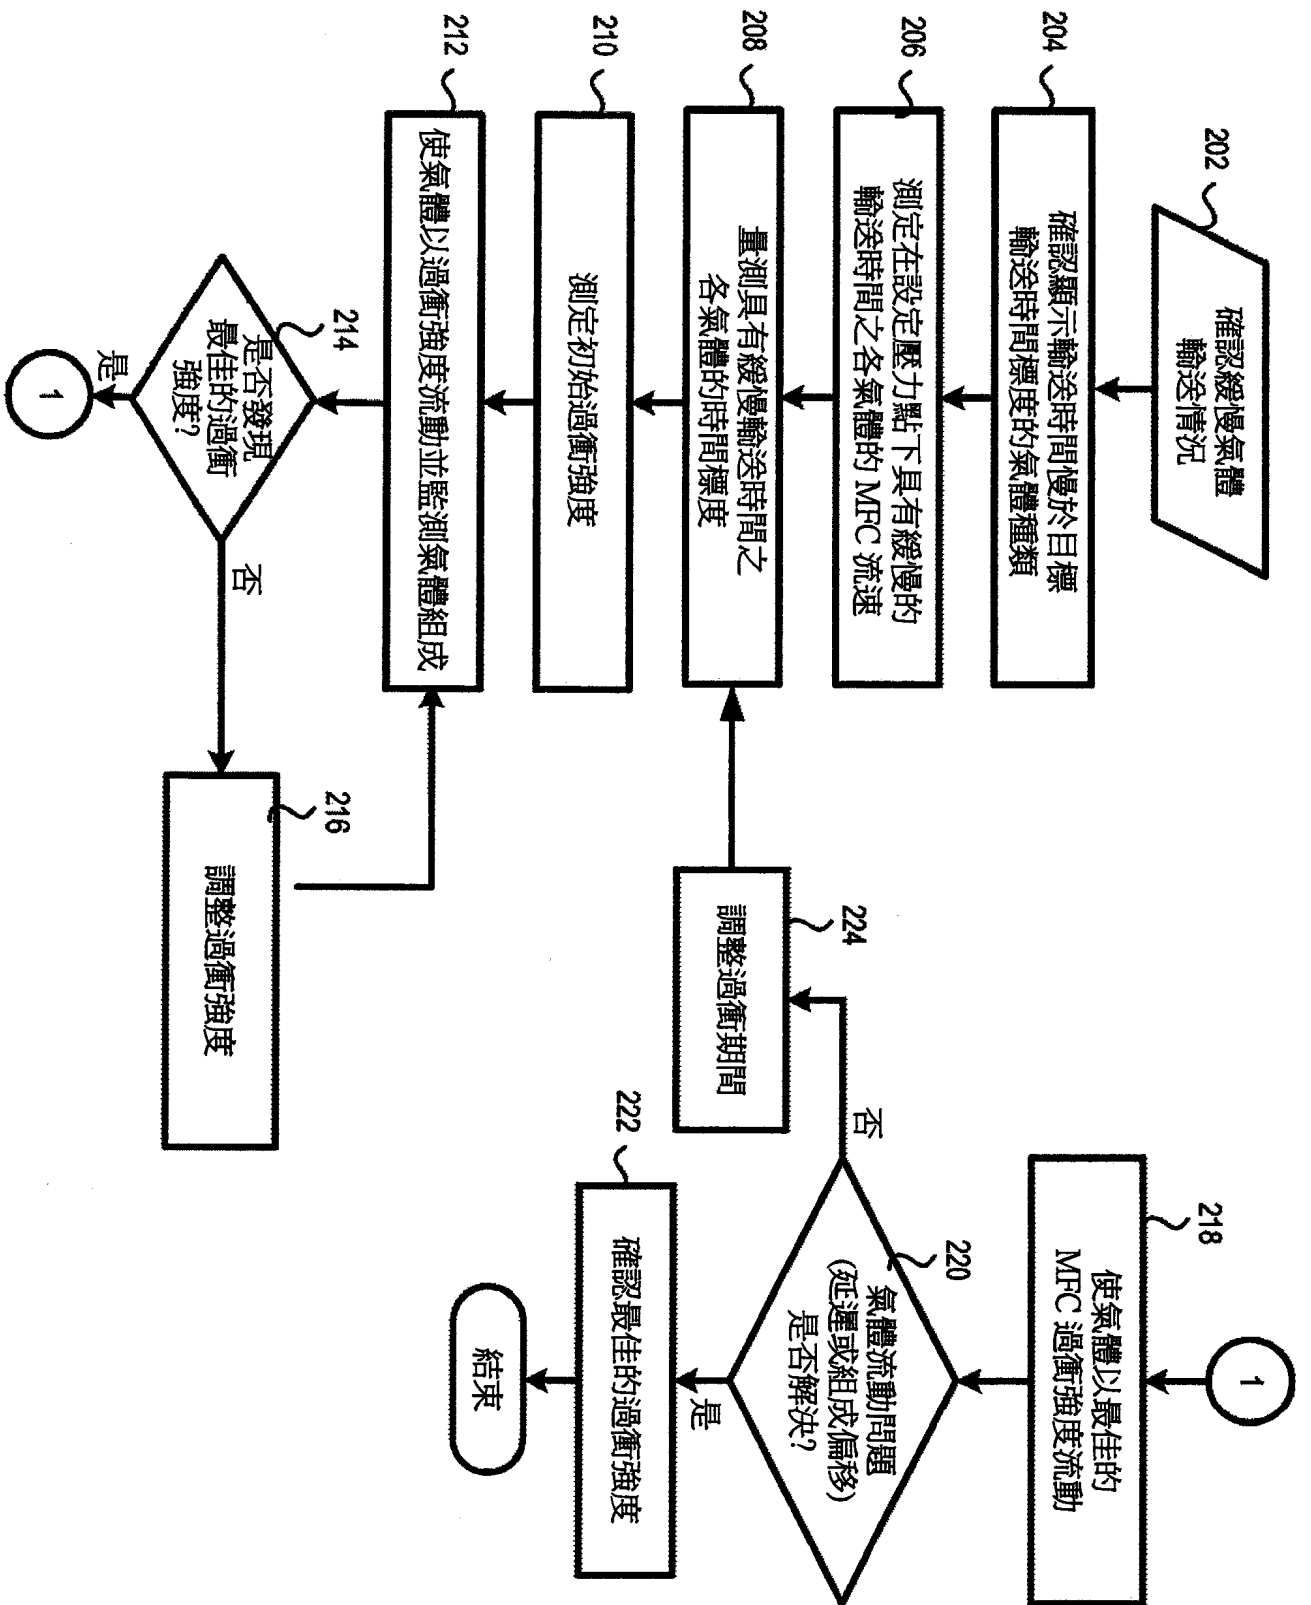 202
確認緩慢氣體
輸送情況
204
確認顯示輸送時間慢於目標
輸送時間標度的氣體種類
206
測定在設定壓力點下具有緩慢的
輸送時間之各氣體的 MFC 流速
208
量測具有緩慢輸送時間之
各氣體的時間標度
210
測定初始過衝強度
212
使氣體以過衝強度流動並監測氣體組成
214
是否發現
最佳的過衝
強度?
是
1
否
216
調整過衝強度
1
218
使氣體以最佳的
MFC 過衝強度流動
220
氣體流動問題
(延遲或組成偏移)
是否解決?
否
224
調整過衝期間
是
222
確認最佳的過衝強度
結束